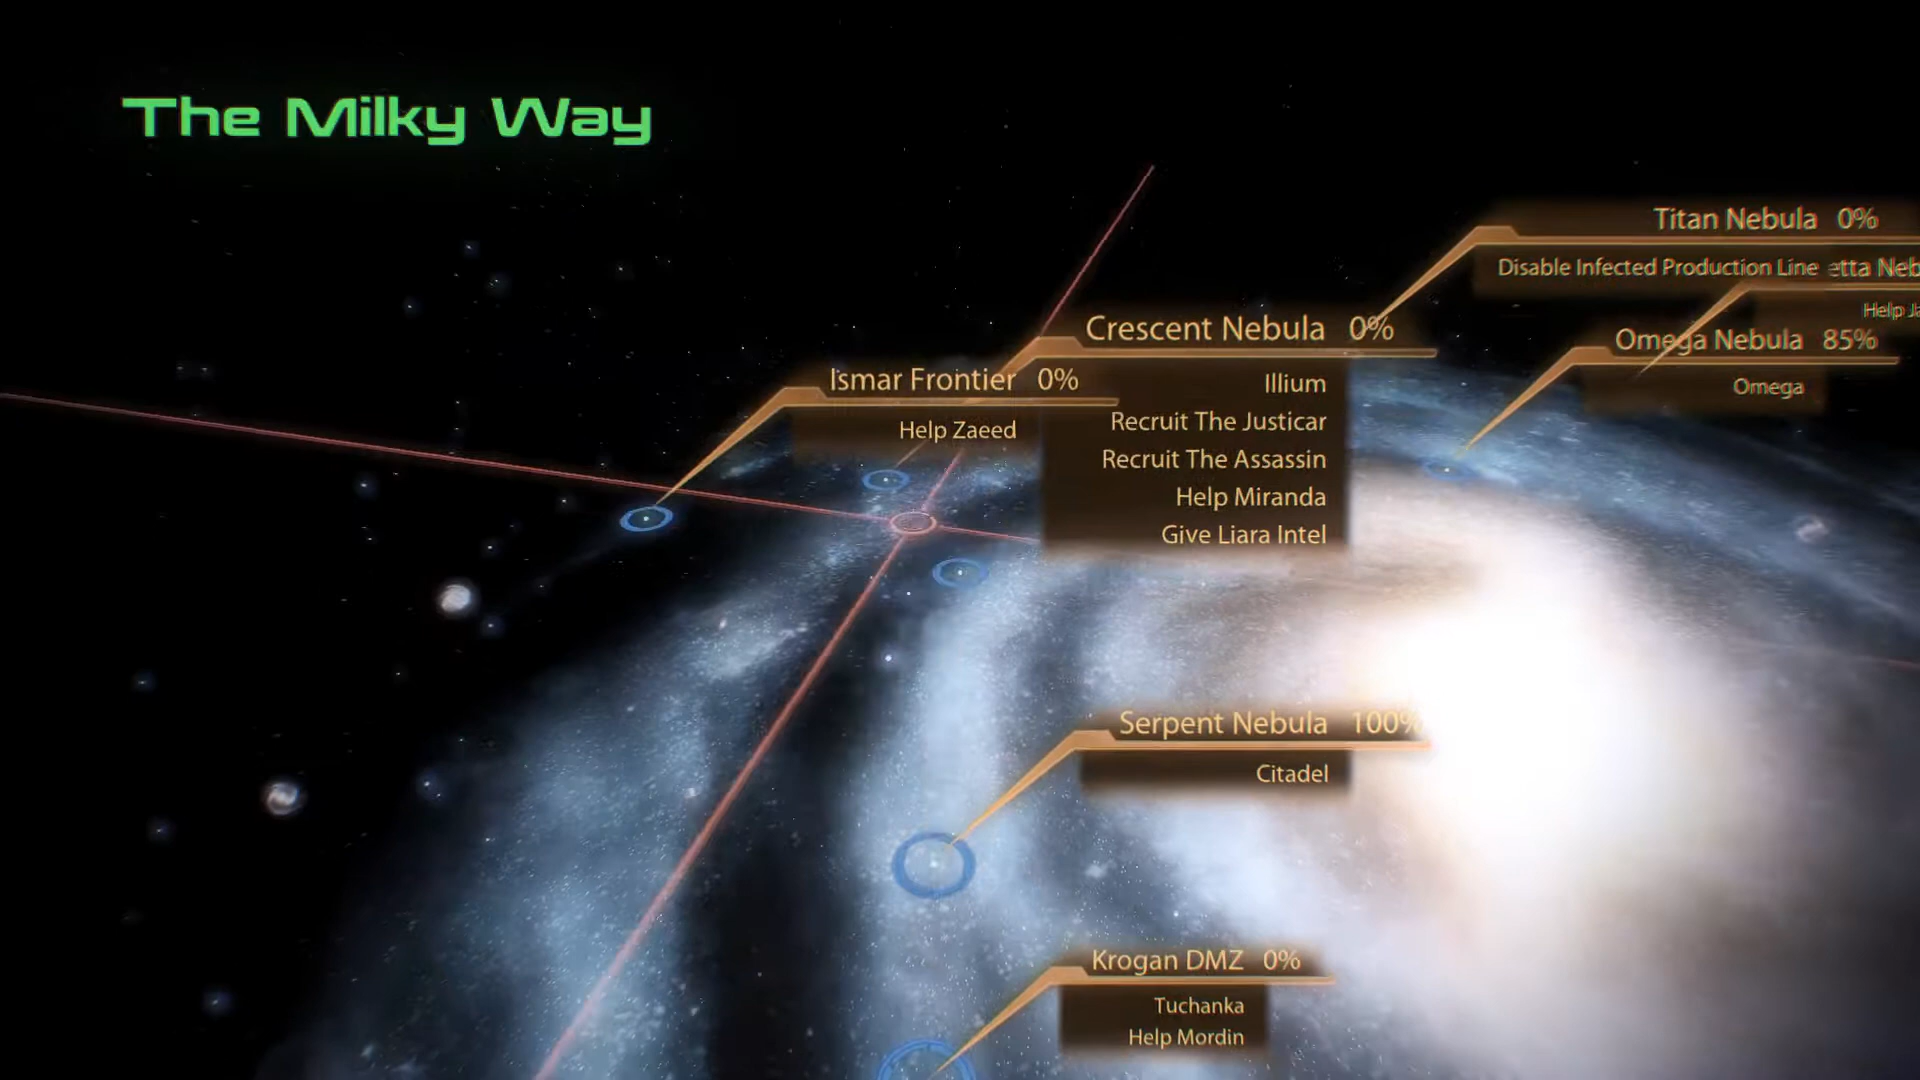 The Milky Way
Titan Nebula 0%
Disable Infected Production Line
Help
Crescent Nebula 0%
Illium
Recruit The Justicar
Recruit The Assassin
Help Miranda
Give Liara Intel
Omega Nebula 85%
Omega
Ismar Frontier 0%
Help Zaeed
Serpent Nebula 100%
Citadel
Krogan DMZ 0%
Tuchanka
Help Mordin